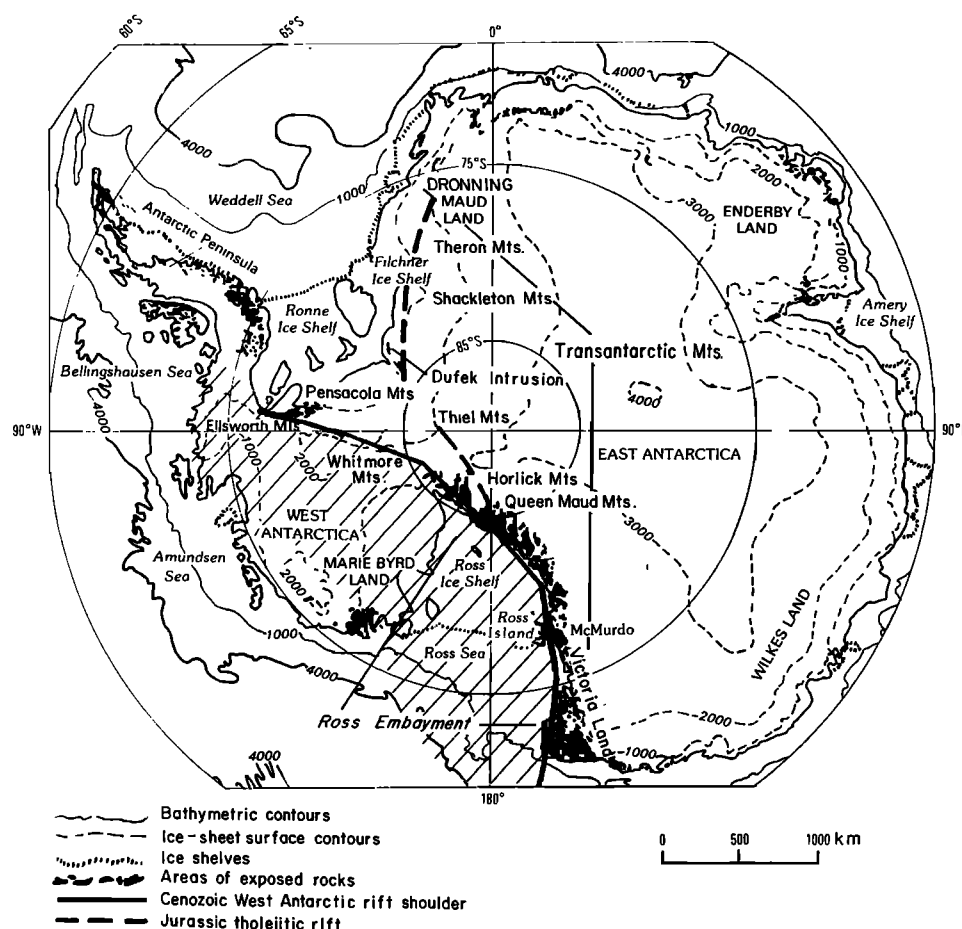 60°S
65°S
0°
4000
1000
4000
75°S
2000
Weddell Sea
1000
DRONNING
MAUD
LAND
3000
ENDERBY
LAND
Antarctic Peninsula
Theron Mts.
1000
Filchner
Ice Shelf
Shackleton Mts.
Ronne
Ice Shelf
Amery
Ice Shelf
85°S
Transantarctic Mts.
Bellingshausen Sea
Dufek Intrusion
4000
Pensacola Mts
4000
Thiel Mts.
90°W
Ellsworth Mts
90°
1000
2000
EAST ANTARCTICA
Whitmore
Mts
Horlick Mts
Queen Maud Mts.
WEST
ANTARCTICA
3000
Amundsen
Sea
MARIE BYRD
LAND
Ross
Ice Shelf
2000
Ross
Island
McMurdo
1000
Ross Sea
WILKES LAND
Victoria Land
4000
Ross Embayment
2000
1000
4000
180°
Bathymetric contours
Ice-sheet surface contours
Ice shelves
Areas of exposed rocks
Cenozoic West Antarctic rift shoulder
Jurassic tholeiitic rift
0 500 1000 km